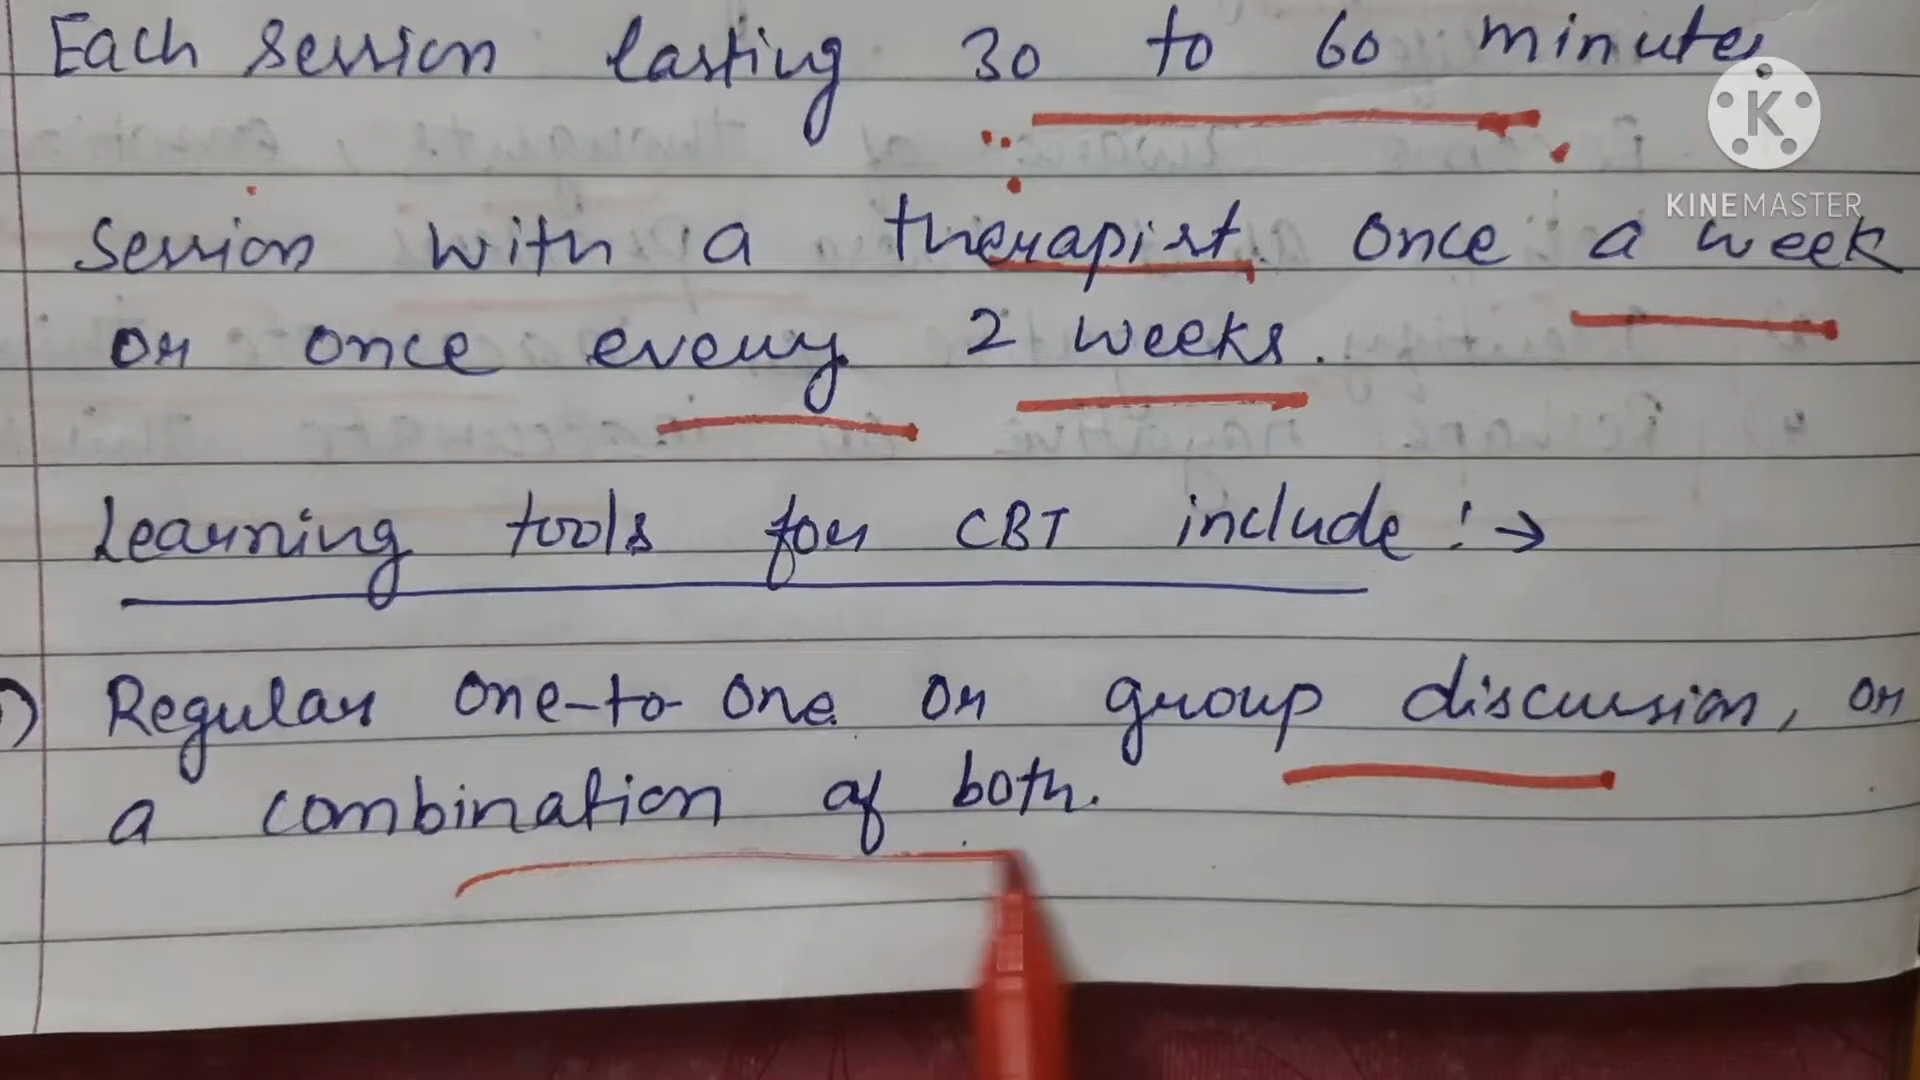 Each session lasting 30 to 60 minutes
KINEMASTER
session with a therapist once a week
or once every 2 weeks.
Learning tools for CBT include :→
Regular one-to-one or group discussion, or
a combination of both.